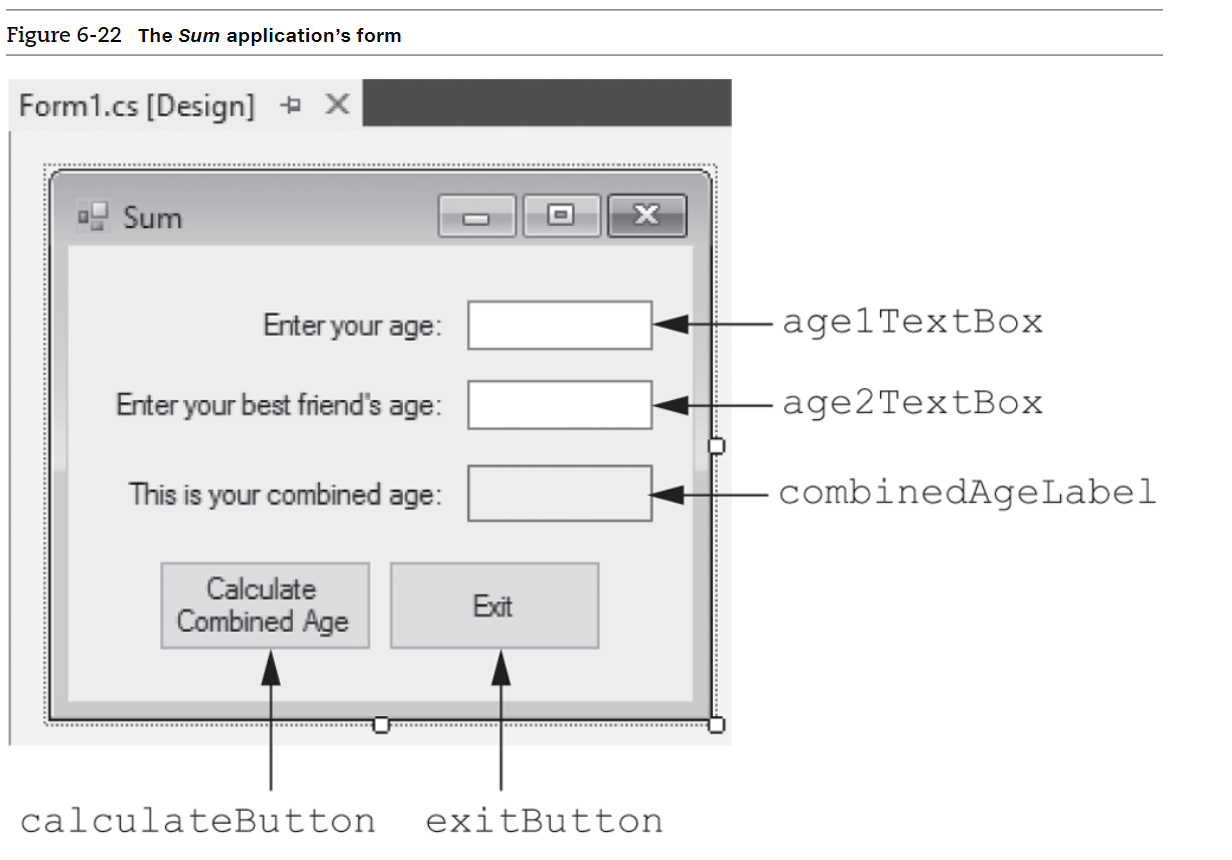 Figure 6-22 The Sum application's form
Form1.cs [Design]
Sum
Enter your age:
age1TextBox
Enter your best friend's age:
age2TextBox
This is your combined age:
combinedAgeLabel
Calculate
Combined Age
Exit
calculateButton
exitButton